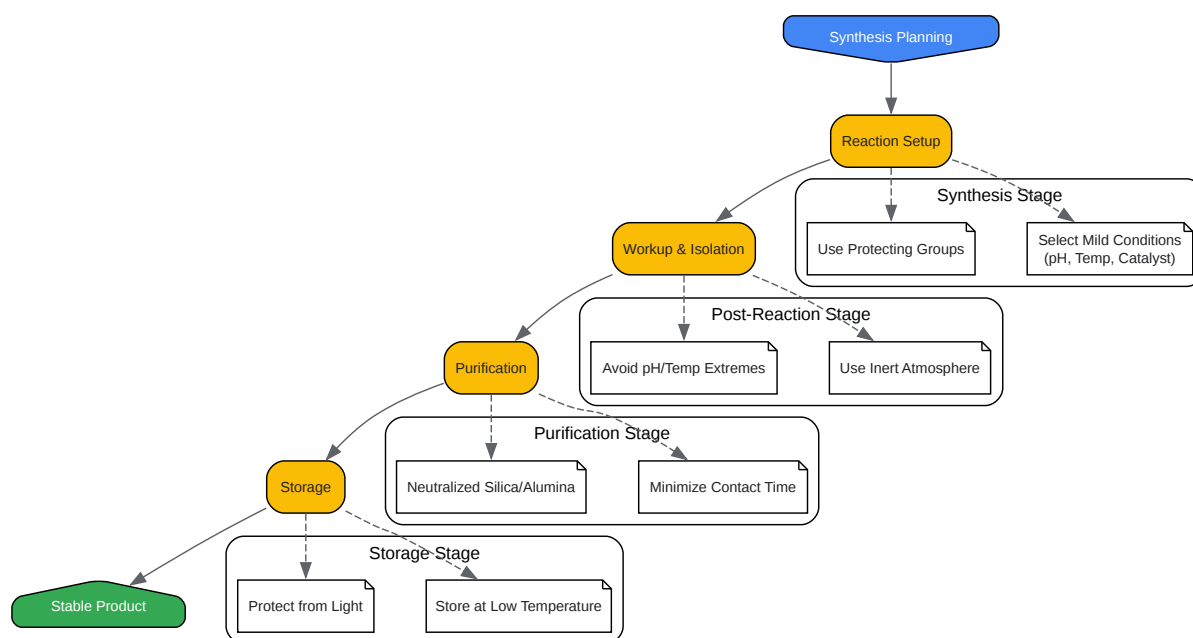 Synthesis Planning
Reaction Setup
Synthesis Stage
Use Protecting Groups
Select Mild Conditions
(pH, Temp, Catalyst)
Workup & Isolation
Post-Reaction Stage
Avoid pH/Temp Extremes
Use Inert Atmosphere
Purification
Purification Stage
Neutralized Silica/Alumina
Minimize Contact Time
Storage
Storage Stage
Protect from Light
Store at Low Temperature
Stable Product